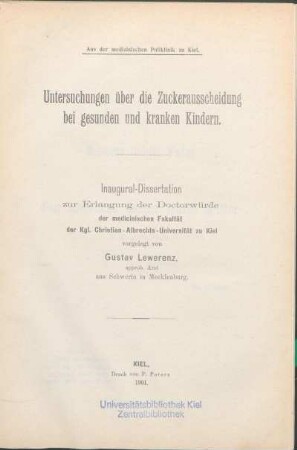 Aus der medicinischen Poliklinik zu Kiel.
Untersuchungen über die Zuckerausscheidung
bei gesunden und kranken Kindern.
Inaugural-Dissertation
zur Erlangung der Doctorwürde
der medicinischen Fakultät
der Kgl. Christian-Albrechts-Universität zu Kiel
vorgelegt von
Gustav Lewerenz,
approb. Arzt
aus Schwerin in Mecklenburg.
KIEL,
Druck von P. Peters
1901.
Universitätsbibliothek Kiel
Zentralbibliothek